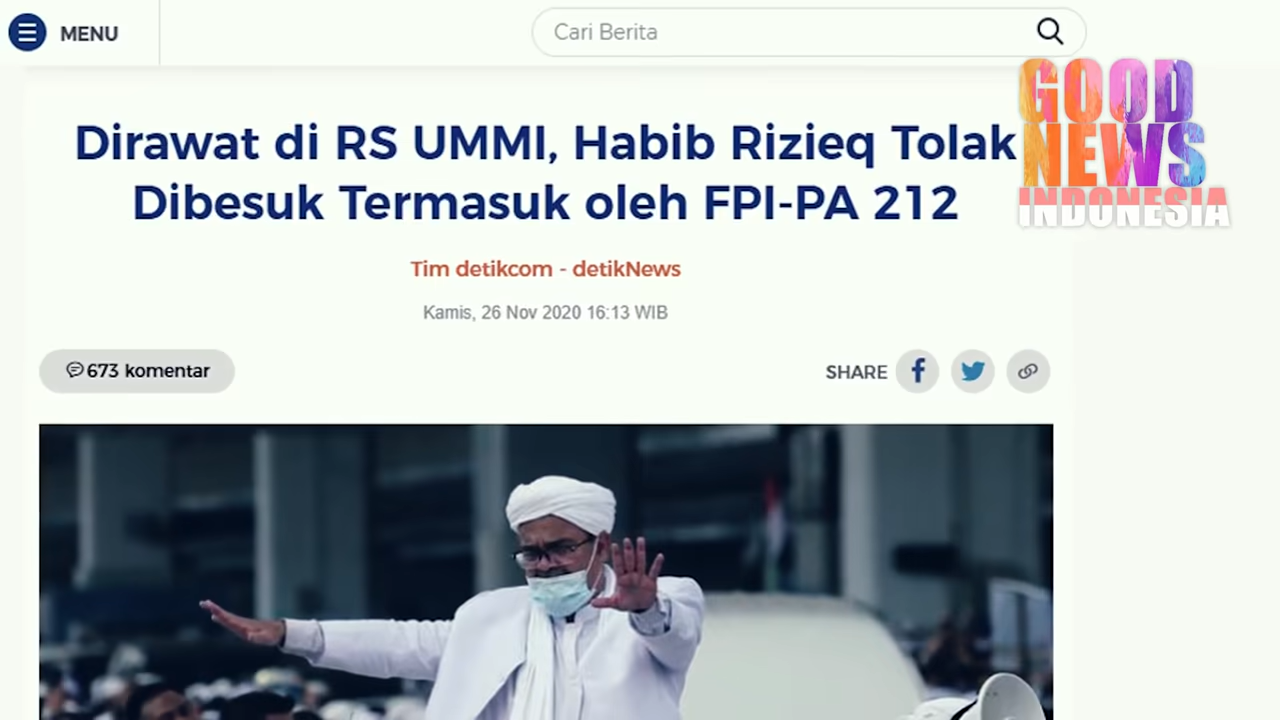 MENU
Cari Berita
GOOD
NEWS
INDONESIA
Dirawat di RS UMMI, Habib Rizieq Tolak
Dibesuk Termasuk oleh FPI-PA 212
Tim detikcom - detikNews
Kamis, 26 Nov 2020 16:13 WIB
673 komentar
SHARE